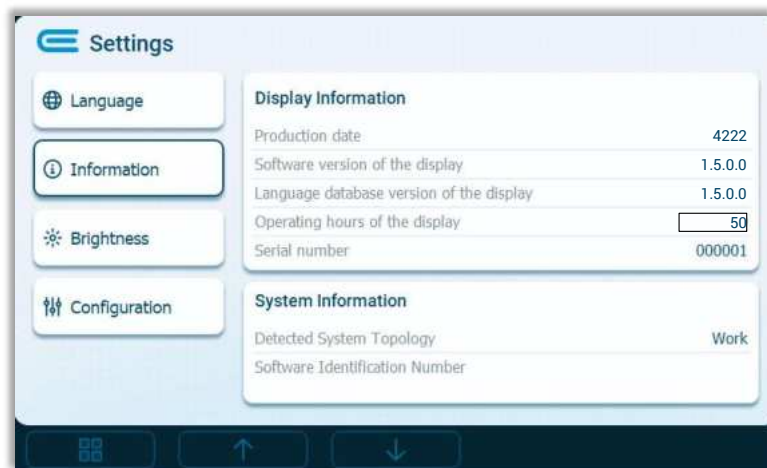 Settings
Language
Information
Brightness
Configuration
Display Information
Production date 4222
Software version of the display 1.5.0.0
Language database version of the display 1.5.0.0
Operating hours of the display 50
Serial number 000001
System Information
Detected System Topology Work
Software Identification Number